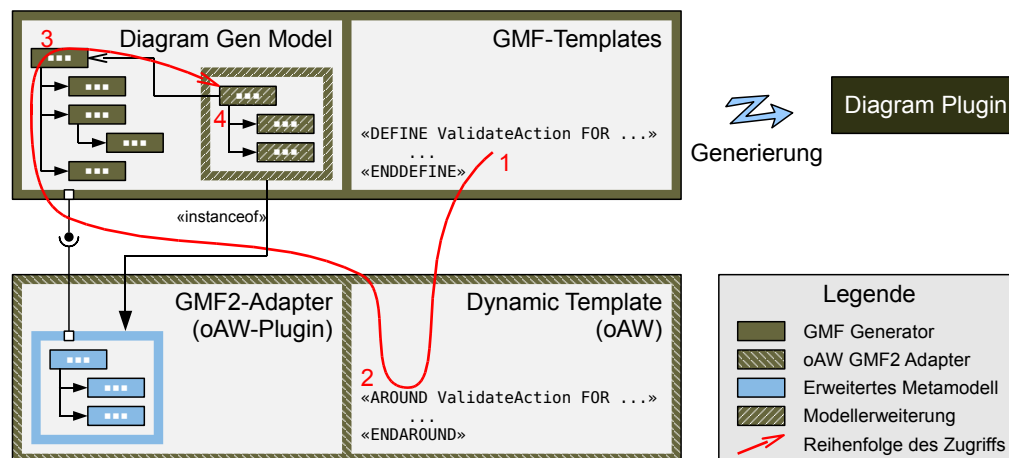 3
Diagram Gen Model
4
GMF-Templates
«DEFINE ValidateAction FOR ...»
...
«ENDDEFINE»
1
Generierung
Diagram Plugin
«instanceof»
GMF2-Adapter
(oAW-Plugin)
Dynamic Template
(oAW)
2
«AROUND ValidateAction FOR ...»
...
«ENDAROUND»
Legende
GMF Generator
oAW GMF2 Adapter
Erweitertes Metamodell
Modellerweiterung
Reihenfolge des Zugriffs